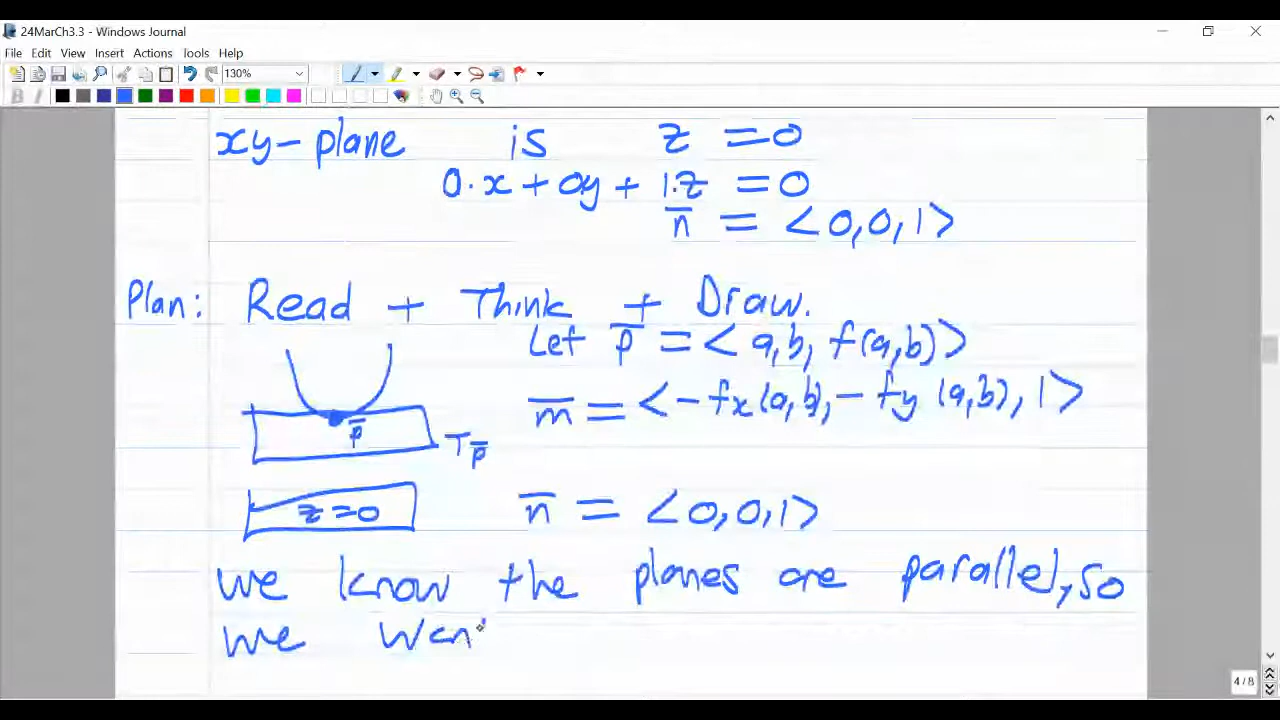 24MarCh3.3 - Windows Journal
File Edit View Insert Actions Tools Help
130%
xy-plane is z = 0
0·x + 0y + 1·z = 0
n̅ = <0,0,1>
Plan: Read + Think + Draw.
Let p̅ = <a,b, f(a,b)>
m̅ = <-fx(a,b), -fy (a,b), 1>
p̅
Tp̅
z=0
n̅ = <0,0,1>
we know the planes are parallel, so
we wan
4 / 8